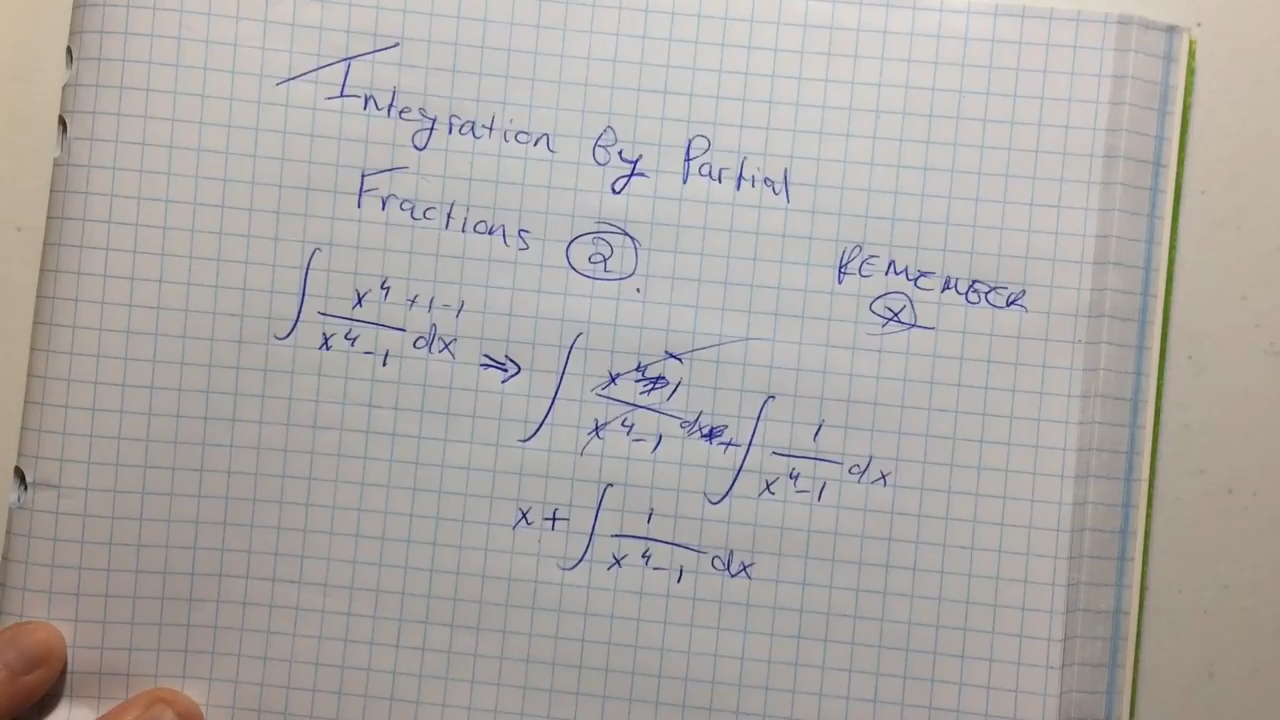 Integration By Partial
Fractions ②.
REMEMBER
ⓧ
∫ (x⁴+1-1)/(x⁴-1) dx ⇒ ∫ (x⁴-1)/(x⁴-1) dx + ∫ 1/(x⁴-1) dx
x + ∫ 1/(x⁴-1) dx